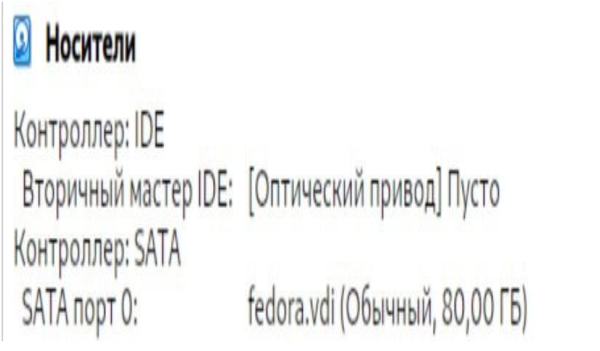 Носители
Контроллер: IDE
Вторичный мастер IDE: [Оптический привод] Пусто
Контроллер: SATA
SATA порт 0: fedora.vdi (Обычный, 80,00 ГБ)